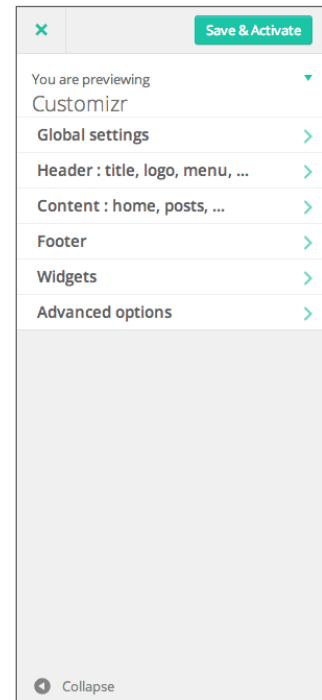 Save & Activate
You are previewing
Customizr
Global settings
Header : title, logo, menu, ...
Content : home, posts, ...
Footer
Widgets
Advanced options
Collapse